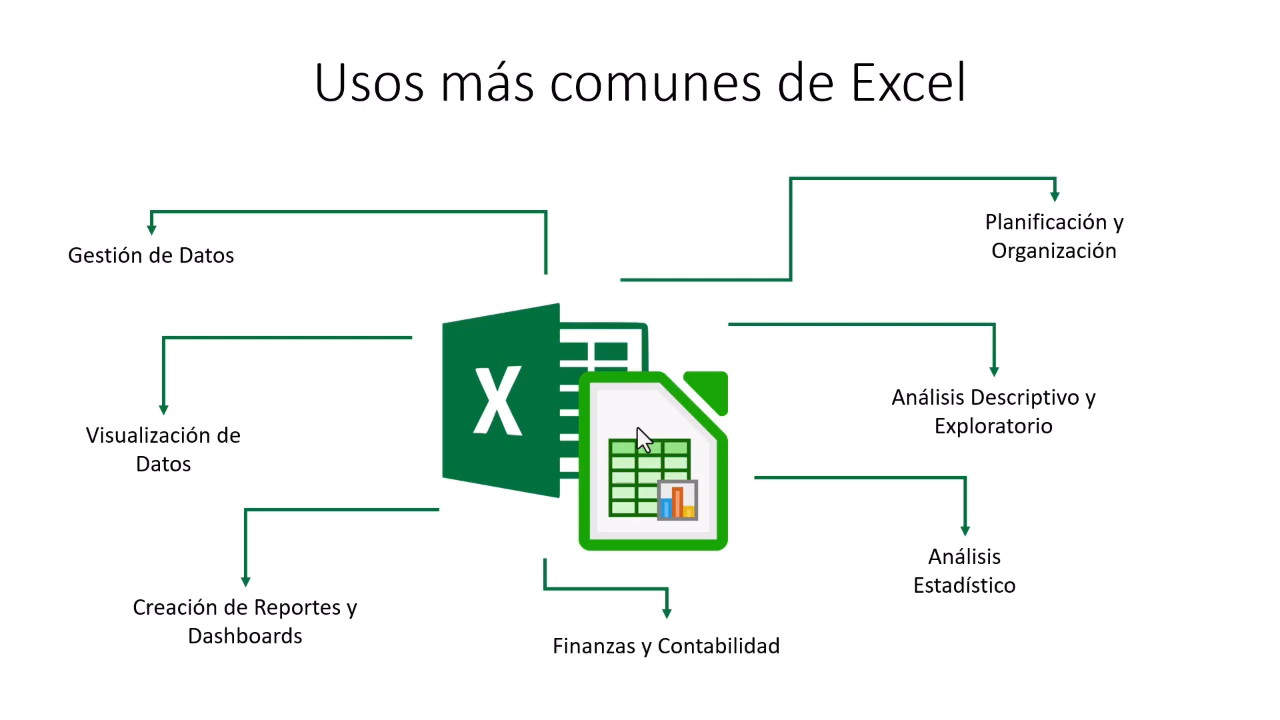 Usos más comunes de Excel
Planificación y
Organización
Gestión de Datos
X
Análisis Descriptivo y
Exploratorio
Visualización de
Datos
Análisis
Estadístico
Creación de Reportes y
Dashboards
Finanzas y Contabilidad